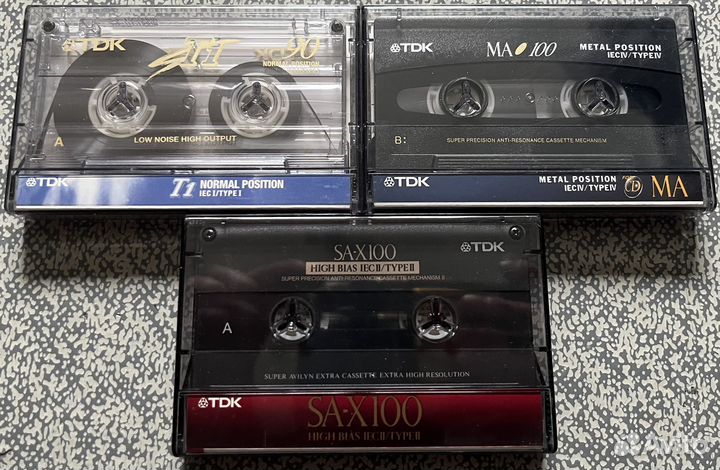 TDK
90
NORMAL POSITION
A
LOW NOISE HIGH OUTPUT
TDK
T1 NORMAL POSITION
IEC I/TYPE I
TDK
MA 100
METAL POSITION
IECIV/TYPEIV
B:
SUPER PRECISION ANTI-RESONANCE CASSETTE MECHANISM
TDK
METAL POSITION
IECIV/TYPEIV
MA
SA-X100
TDK
HIGH BIAS IECII/TYPEII
SUPER PRECISION ANTI-RESONANCE CASSETTE MECHANISM II
A
SUPER AVILYN EXTRA CASSETTE EXTRA HIGH RESOLUTION
TDK
SA-X100
HIGH BIAS IECII/TYPEII